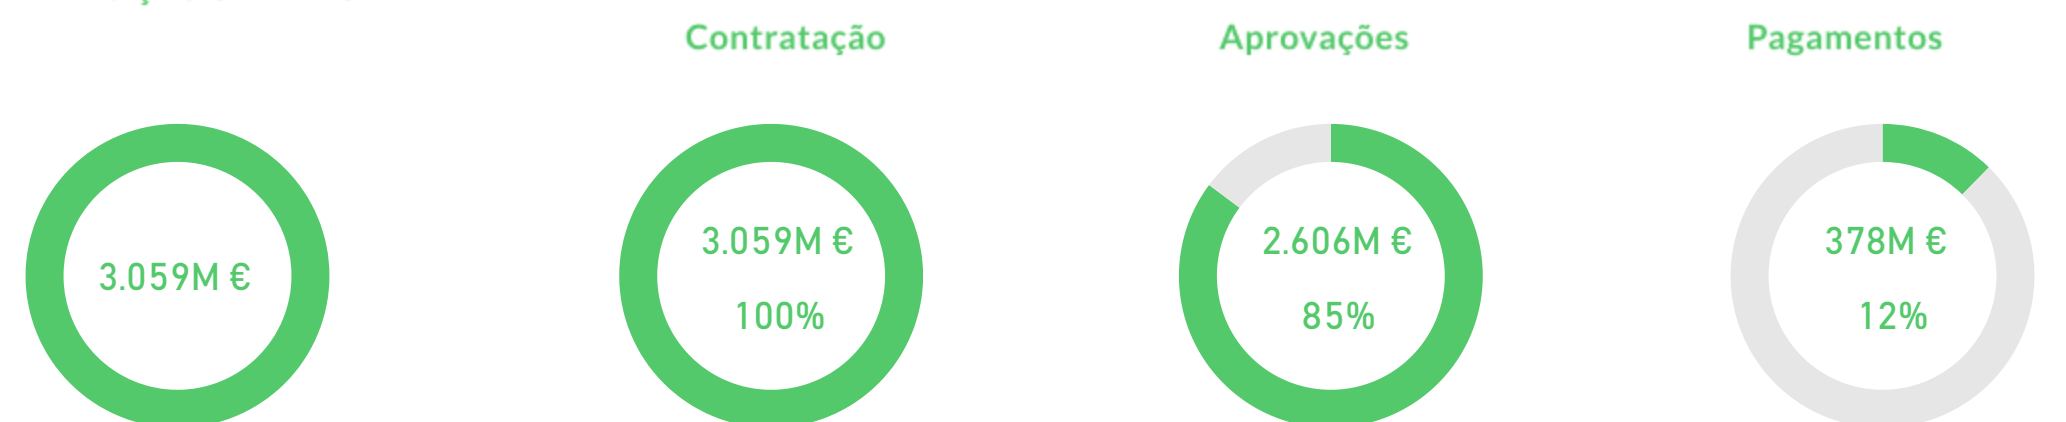 Contratação
Aprovações
Pagamentos
3.059M €
3.059M €
100%
2.606M €
85%
378M €
12%